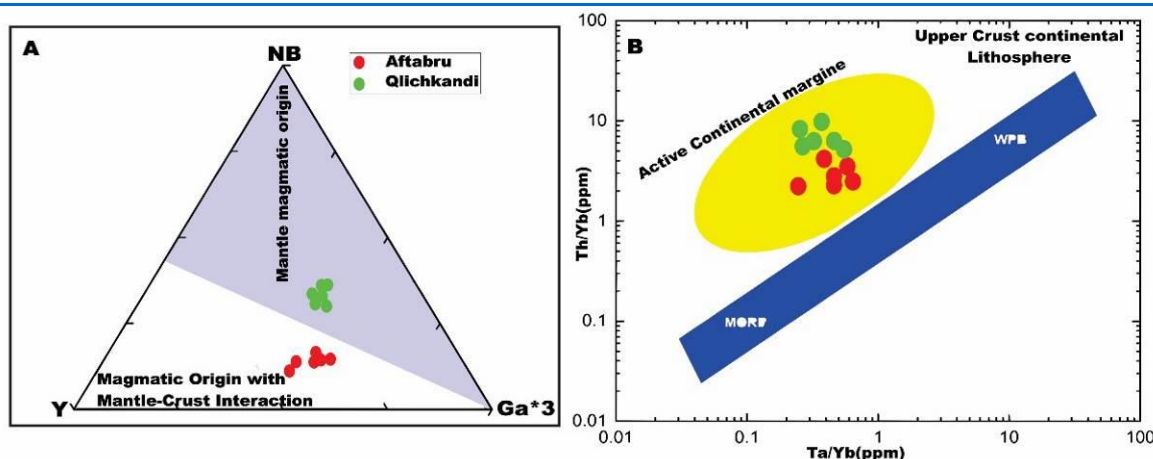 A
NB
Aftabru
Qlichkandi
Mantle magmatic origin
Magmatic Origin with
Mantle-Crust Interaction
Y
Ga*3
B
Upper Crust continental
Lithosphere
Active Continental margine
WPB
MORB
Th/Yb(ppm)
100
10
1
0.1
0.01
0.01
0.1
1
10
100
Ta/Yb(ppm)